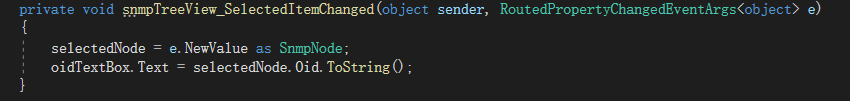 private void snmpTreeView_SelectedItemChanged(object sender, RoutedPropertyChangedEventArgs<object> e)
{
selectedNode = e.NewValue as SnmpNode;
oidTextBox.Text = selectedNode.Oid.ToString();
}